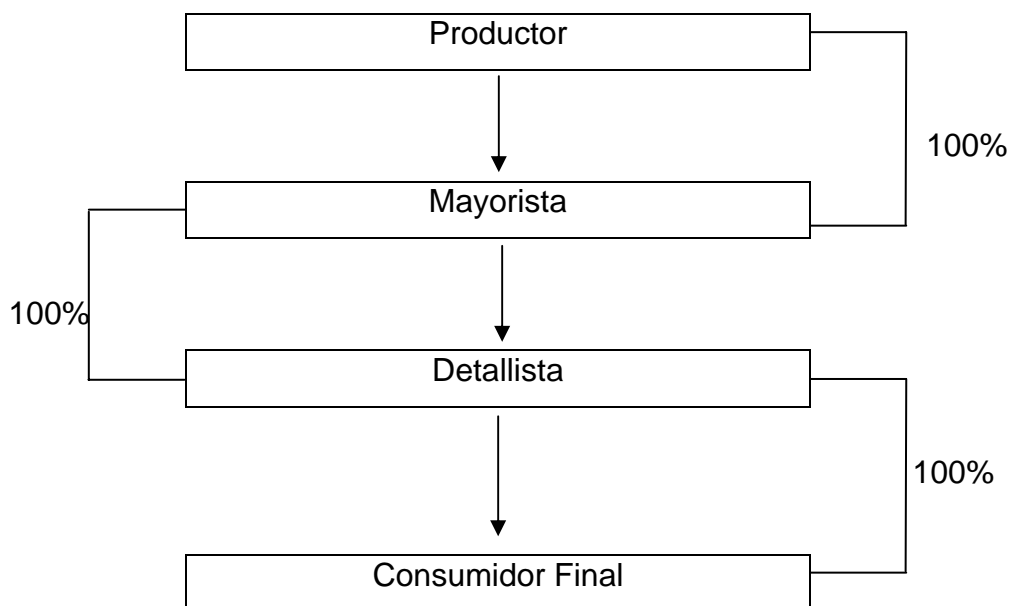 Productor
100%
Mayorista
100%
Detallista
100%
Consumidor Final